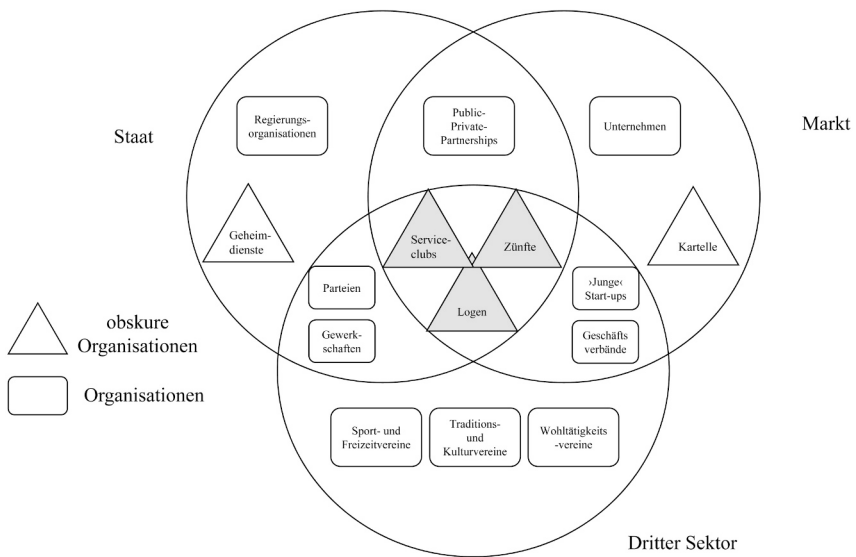 Staat
Markt
Regierungs-
organisationen
Public-
Private-
Partnerships
Unternehmen
Geheim-
dienste
Service-
clubs
Zünfte
Kartelle
Parteien
›Junge‹
Start-ups
Logen
Gewerk-
schaften
Geschäfts
verbände
obskure
Organisationen
Organisationen
Sport- und
Freizeitvereine
Traditions-
und
Kulturvereine
Wohltätigkeits
-vereine
Dritter Sektor